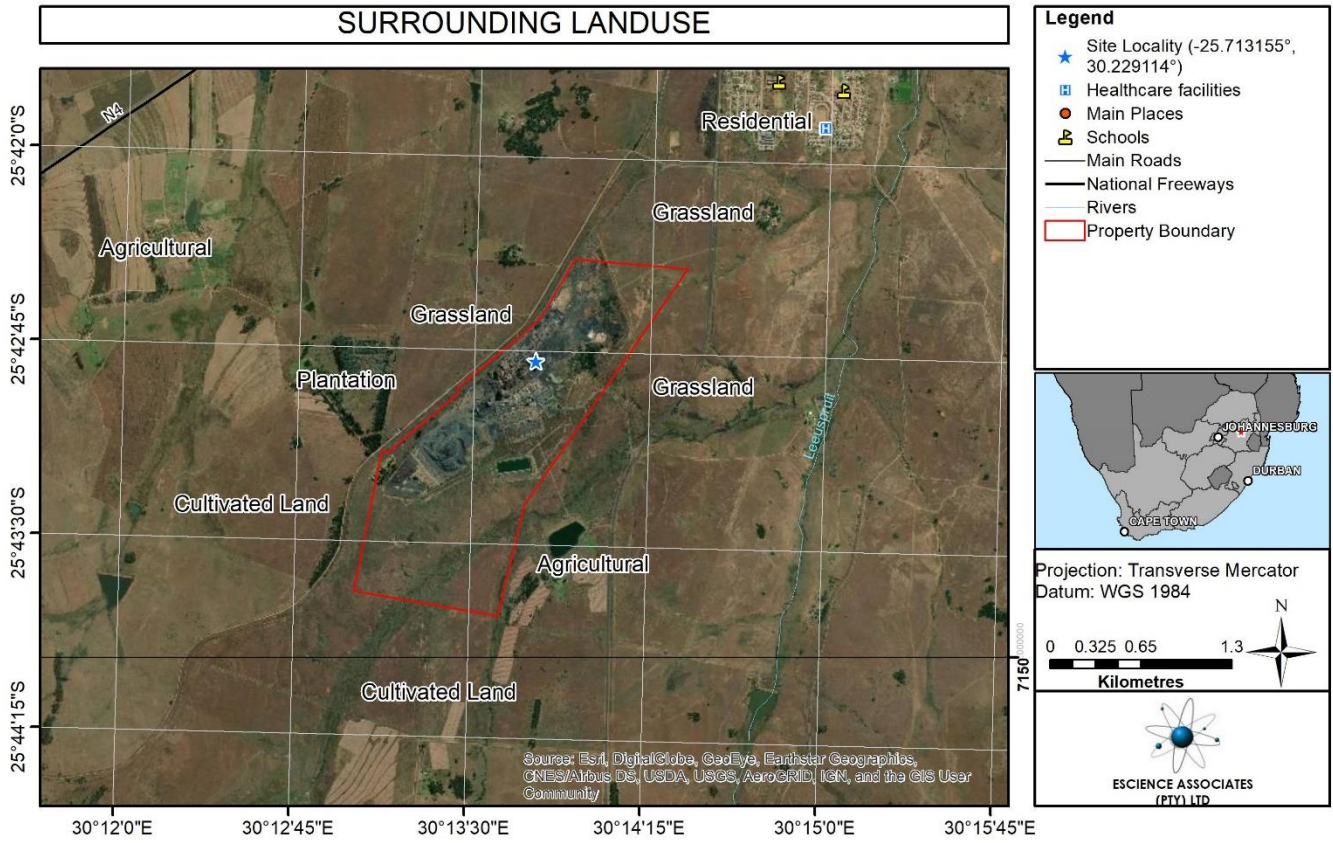 SURROUNDING LANDUSE
N4
Residential
Grassland
Agricultural
Grassland
Plantation
Grassland
Leeuspruit
Cultivated Land
Agricultural
Cultivated Land
Source: Esri, DigitalGlobe, GeoEye, Earthstar Geographics,
CNES/Airbus DS, USDA, USGS, AeroGRID, IGN, and the GIS User
Community
25°42'0"S
25°42'45"S
25°43'30"S
25°44'15"S
30°12'0"E
30°12'45"E
30°13'30"E
30°14'15"E
30°15'0"E
30°15'45"E
7150000000
Legend
Site Locality (-25.713155°,
30.229114°)
H
Healthcare facilities
Main Places
Schools
Main Roads
National Freeways
Rivers
Property Boundary
JOHANNESBURG
DURBAN
CAPE TOWN
Projection: Transverse Mercator
Datum: WGS 1984
N
0 0.325 0.65 1.3
Kilometres
ESCIENCE ASSOCIATES
(PTY) LTD